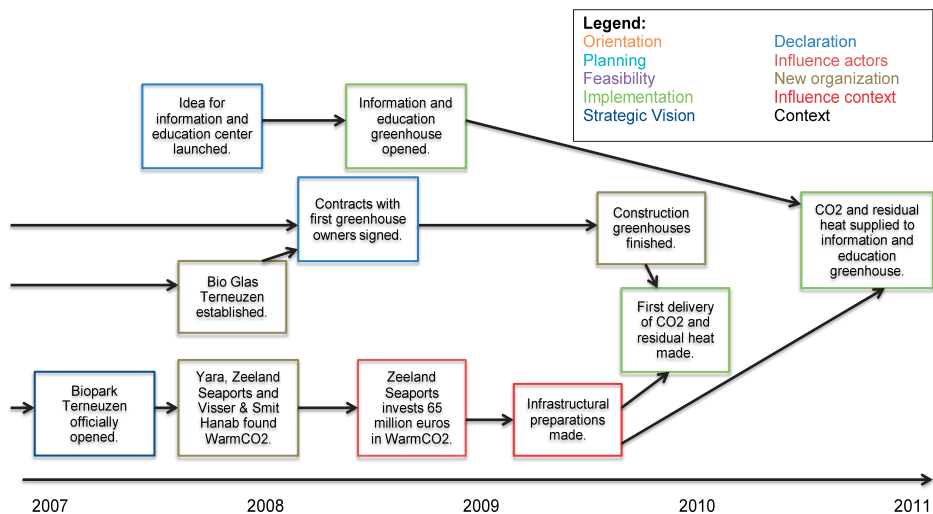 Legend:
Orientation
Declaration
Planning
Influence actors
Feasibility
New organization
Implementation
Influence context
Strategic Vision
Context
Idea for
information and
education center
launched.
Information and
education
greenhouse
opened.
Contracts with
first greenhouse
owners signed.
Construction
greenhouses
finished.
CO2 and residual
heat supplied to
information and
education
greenhouse.
Bio Glas
Terneuzen
established.
First delivery
of CO2 and
residual heat
made.
Biopark
Terneuzen
officially
opened.
Yara, Zeeland
Seaports and
Visser & Smit
Hanab found
WarmCO2.
Zeeland
Seaports
invests 65
million euros
in WarmCO2.
Infrastructural
preparations
made.
2007
2008
2009
2010
2011